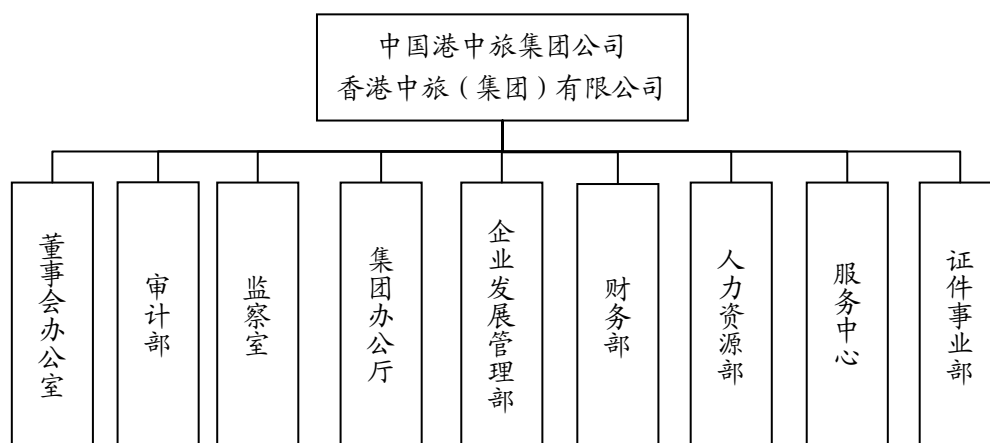 中国港中旅集团公司
香港中旅（集团）有限公司
董事会办公室
审计部
监察室
集团办公厅
企业发展管理部
财务部
人力资源部
服务中心
证件事业部